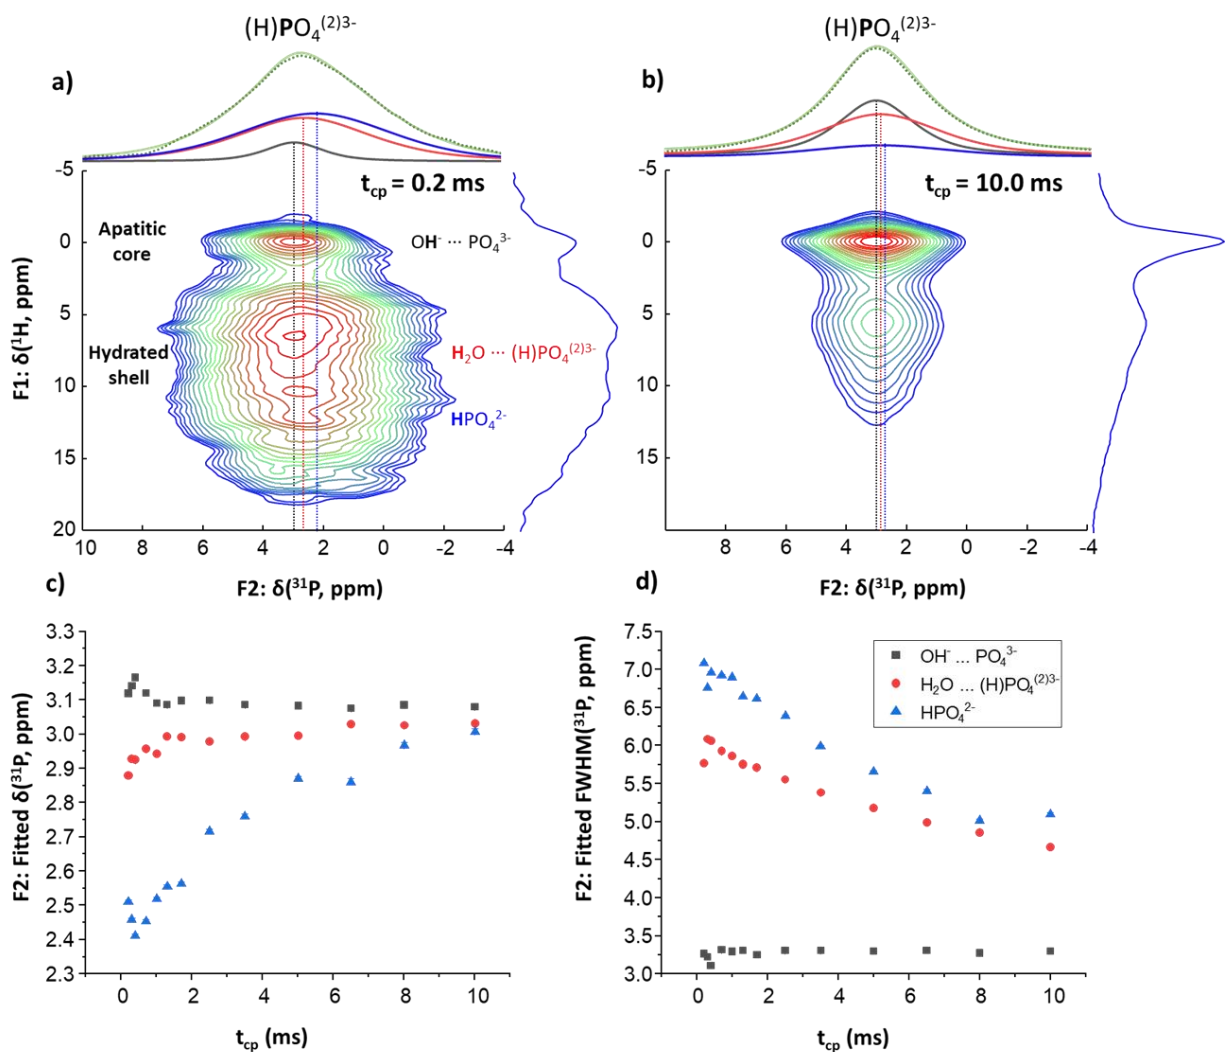 (H)PO₄⁽²⁾³⁻
(H)PO₄⁽²⁾³⁻
a)
b)
-5
0
5
10
15
20
F1: δ(¹H, ppm)
t_cp = 0.2 ms
Apatitic
core
OH⁻ ··· PO₄³⁻
Hydrated
shell
H₂O ··· (H)PO₄⁽²⁾³⁻
HPO₄²⁻
10 8 6 4 2 0 -2 -4
F2: δ(³¹P, ppm)
-5
0
5
10
15
t_cp = 10.0 ms
8 6 4 2 0 -2 -4
F2: δ(³¹P, ppm)
c)
3.3
3.2
3.1
3.0
2.9
2.8
2.7
2.6
2.5
2.4
2.3
F2: Fitted δ(³¹P, ppm)
0 2 4 6 8 10
t_cp (ms)
d)
7.5
7.0
6.5
6.0
5.5
5.0
4.5
4.0
3.5
3.0
F2: Fitted FWHM(³¹P, ppm)
OH⁻ ... PO₄³⁻
H₂O ... (H)PO₄⁽²⁾³⁻
HPO₄²⁻
0 2 4 6 8 10
t_cp (ms)